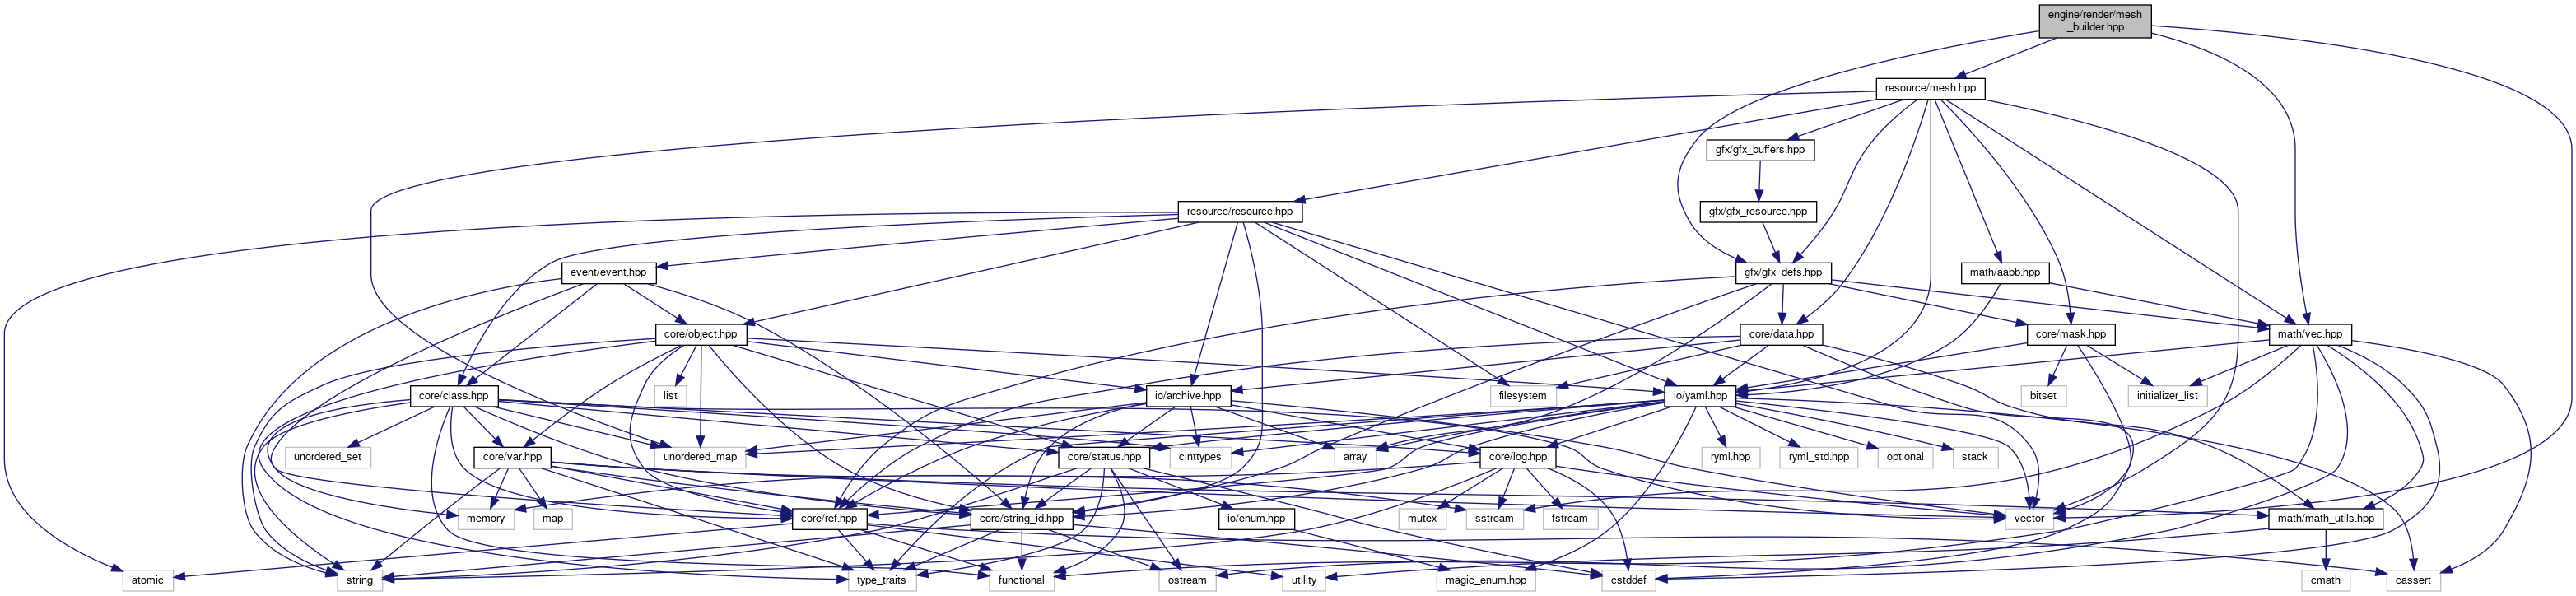 engine/render/mesh
_builder.hpp
resource/mesh.hpp
gfx/gfx_buffers.hpp
resource/resource.hpp
gfx/gfx_resource.hpp
event/event.hpp
gfx/gfx_defs.hpp
math/aabb.hpp
core/object.hpp
core/data.hpp
core/mask.hpp
math/vec.hpp
core/class.hpp
list
io/archive.hpp
filesystem
io/yaml.hpp
bitset
initializer_list
unordered_set
core/var.hpp
unordered_map
core/status.hpp
cinttypes
array
core/log.hpp
ryml.hpp
ryml_std.hpp
optional
stack
memory
map
core/ref.hpp
core/string_id.hpp
io/enum.hpp
mutex
sstream
fstream
vector
math/math_utils.hpp
atomic
string
type_traits
functional
ostream
utility
magic_enum.hpp
cstddef
cmath
cassert